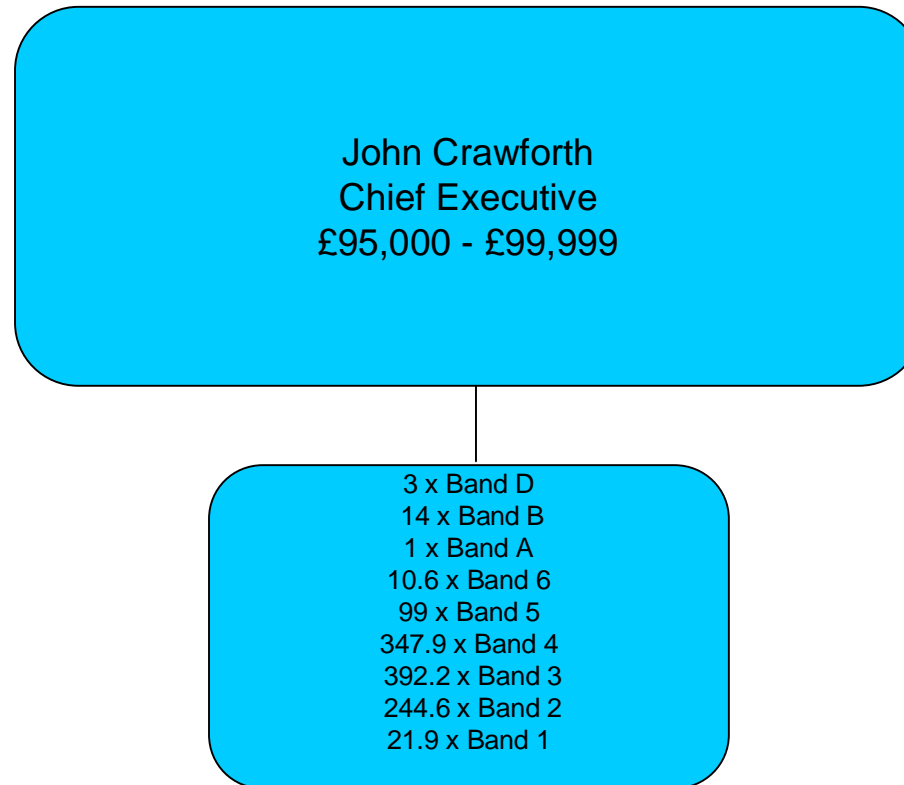 John Crawforth
Chief Executive
£95,000 - £99,999
3 x Band D
14 x Band B
1 x Band A
10.6 x Band 6
99 x Band 5
347.9 x Band 4
392.2 x Band 3
244.6 x Band 2
21.9 x Band 1